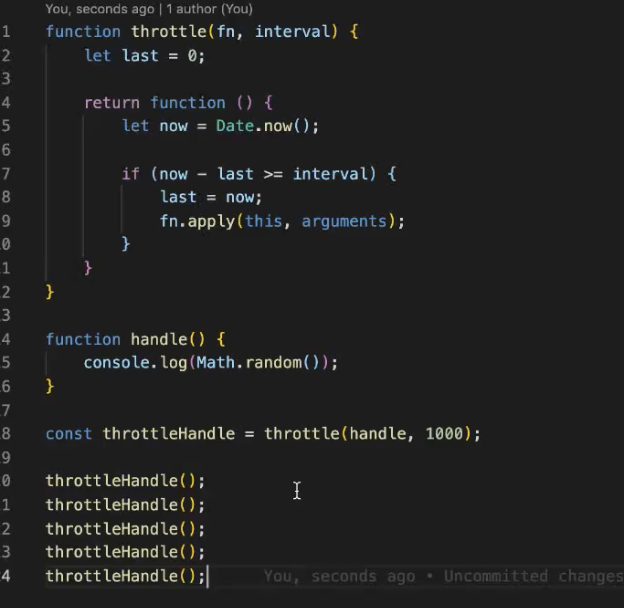 You, seconds ago | 1 author (You)
1 function throttle(fn, interval) {
2     let last = 0;
3
4     return function () {
5         let now = Date.now();
6
7         if (now - last >= interval) {
8             last = now;
9             fn.apply(this, arguments);
0         }
1     }
2 }
3
4 function handle() {
5     console.log(Math.random());
6 }
7
8 const throttleHandle = throttle(handle, 1000);
9
0 throttleHandle();
1 throttleHandle();
2 throttleHandle();
3 throttleHandle();
4 throttleHandle(); You, seconds ago • Uncommitted changes